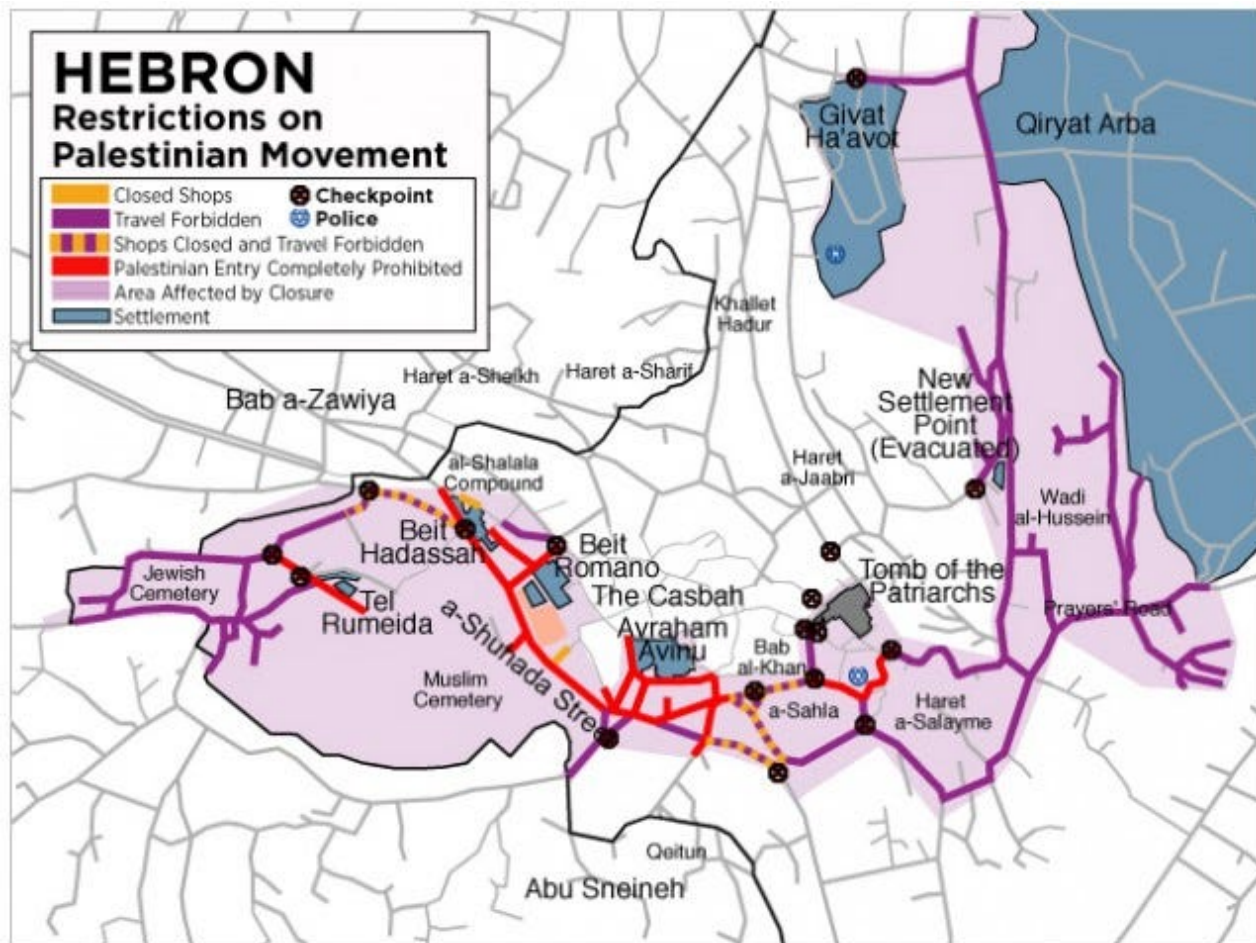 HEBRON
Restrictions on
Palestinian Movement
Closed Shops
Checkpoint
Travel Forbidden
Police
Shops Closed and Travel Forbidden
Palestinian Entry Completely Prohibited
Area Affected by Closure
Settlement
Givat
Ha'avot
Qiryat Arba
Khallet
Hadur
Haret a-Sheikh
Haret a-Sharif
Bab a-Zawiya
New
Settlement
Point
(Evacuated)
al-Shalala
Compound
Haret
a-Jaabri
Wadi
al-Hussein
Beit
Hadassah
Beit
Romano
Jewish
Cemetery
Tel
Rumeida
The Casbah
Tomb of the
Patriarchs
Prayers' Road
Avraham
Avinu
a-Shuhada Stree
Bab
al-Khan
Muslim
Cemetery
a-Sahla
Haret
a-Salayme
Qeitun
Abu Sneineh